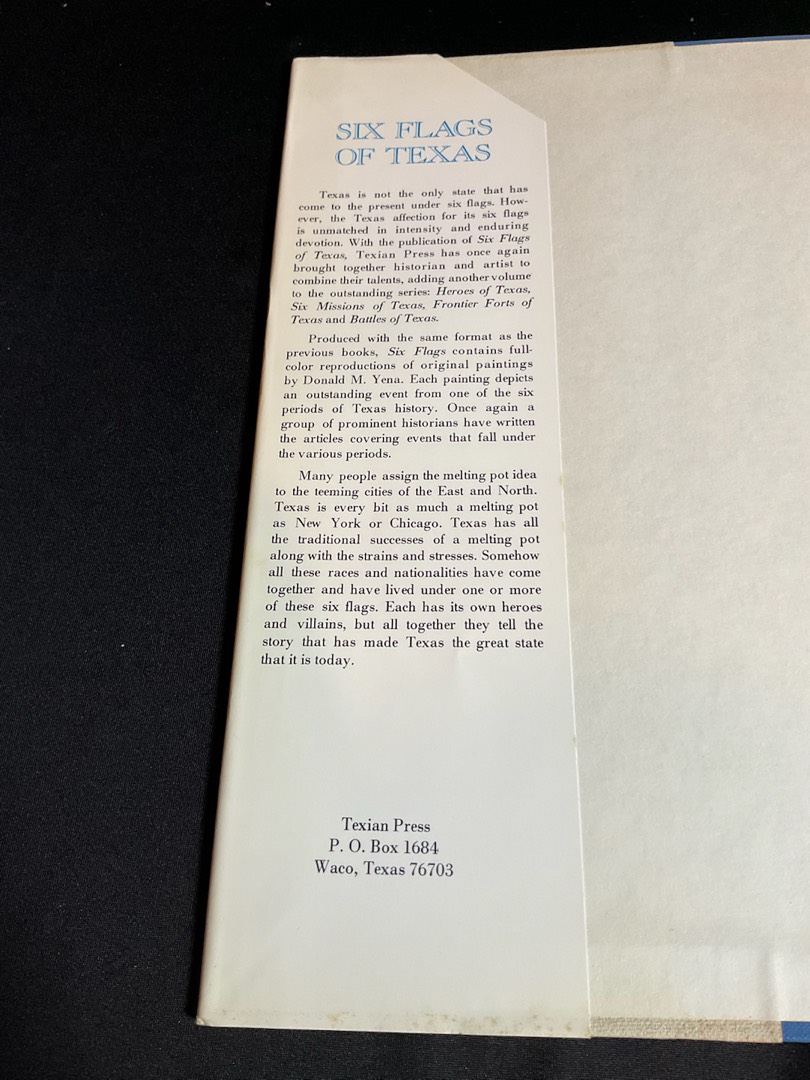 SIX FLAGS
OF TEXAS
Texas is not the only state that has
come to the present under six flags. How-
ever, the Texas affection for its six flags
is unmatched in intensity and enduring
devotion. With the publication of Six Flags
of Texas, Texian Press has once again
brought together historian and artist to
combine their talents, adding another volume
to the outstanding series: Heroes of Texas,
Six Missions of Texas, Frontier Forts of
Texas and Battles of Texas.
Produced with the same format as the
previous books, Six Flags contains full-
color reproductions of original paintings
by Donald M. Yena. Each painting depicts
an outstanding event from one of the six
periods of Texas history. Once again a
group of prominent historians have written
the articles covering events that fall under
the various periods.
Many people assign the melting pot idea
to the teeming cities of the East and North.
Texas is every bit as much a melting pot
as New York or Chicago. Texas has all
the traditional successes of a melting pot
along with the strains and stresses. Somehow
all these races and nationalities have come
together and have lived under one or more
of these six flags. Each has its own heroes
and villains, but all together they tell the
story that has made Texas the great state
that it is today.
Texian Press
P. O. Box 1684
Waco, Texas 76703